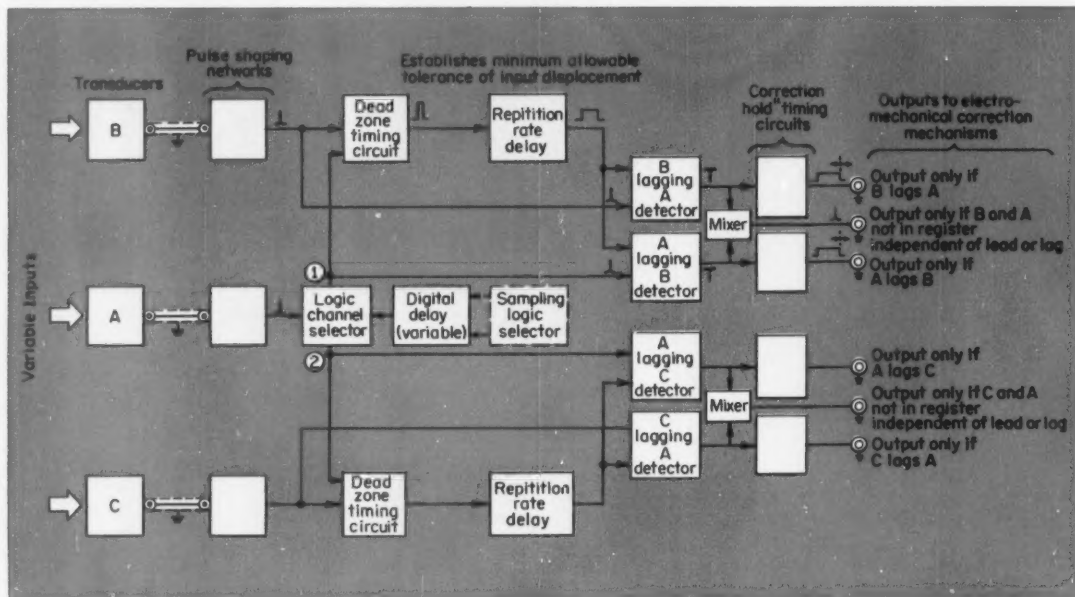 Establishes minimum allowable
tolerance of input displacement
Pulse shaping
networks
Transducers
Correction
hold" timing
circuits
Outputs to electro-
mechanical correction
mechanisms
B
Dead
zone
timing
circuit
Repitition
rate
delay
B
lagging
A
detector
Output only if
B lags A
Mixer
Output only if B and A
not in register
independent of lead or lag
A
lagging
B
detector
Output only if
A lags B
Variable Inputs
1
A
Logic
channel
selector
Digital
delay
(variable)
Sampling
logic
selector
2
A
lagging
C
detector
Output only if
A lags C
Mixer
Output only if C and A
not in register
independent of lead or lag
C
lagging
A
detector
Output only if
C lags A
C
Dead
zone
timing
circuit
Repitition
rate
delay